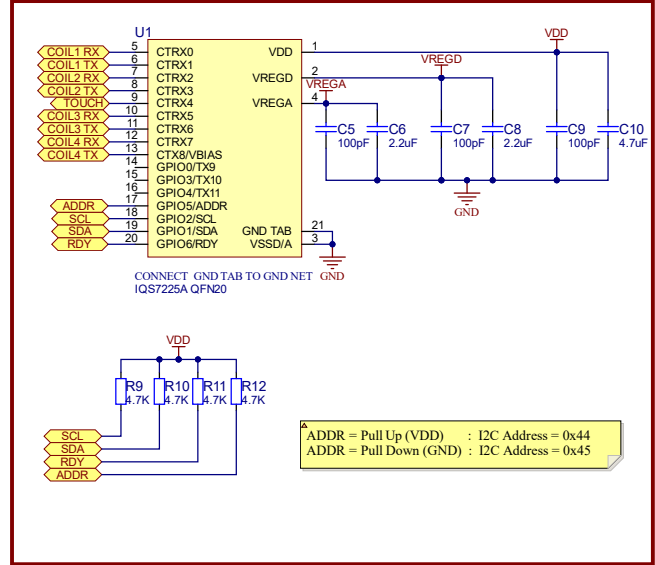 U1
COIL1 RX 5 CTRX0 VDD 1 VDD
COIL1 TX 6 CTRX1
COIL2 RX 7 CTRX2 VREGD 2 VREGD
COIL2 TX 8 CTRX3 VREGA
TOUCH 9 CTRX4 VREGA 4
COIL3 RX 10 CTRX5
COIL3 TX 11 CTRX6 C5 C6 C7 C8 C9 C10
COIL4 RX 12 CTRX7 100pF 2.2uF 100pF 2.2uF 100pF 4.7uF
COIL4 TX 13 CTX8/VBIAS
14 GPIO0/TX9
15 GPIO3/TX10
16 GPIO4/TX11
ADDR 17 GPIO5/ADDR GND
SCL 18 GPIO2/SCL
SDA 19 GPIO1/SDA GND TAB 21
RDY 20 GPIO6/RDY VSSD/A 3
CONNECT GND TAB TO GND NET GND
IQS7225A QFN20
VDD
R9 R10 R11 R12
4.7K 4.7K 4.7K 4.7K
SCL
SDA
RDY
ADDR
ADDR = Pull Up (VDD) : I2C Address = 0x44
ADDR = Pull Down (GND) : I2C Address = 0x45